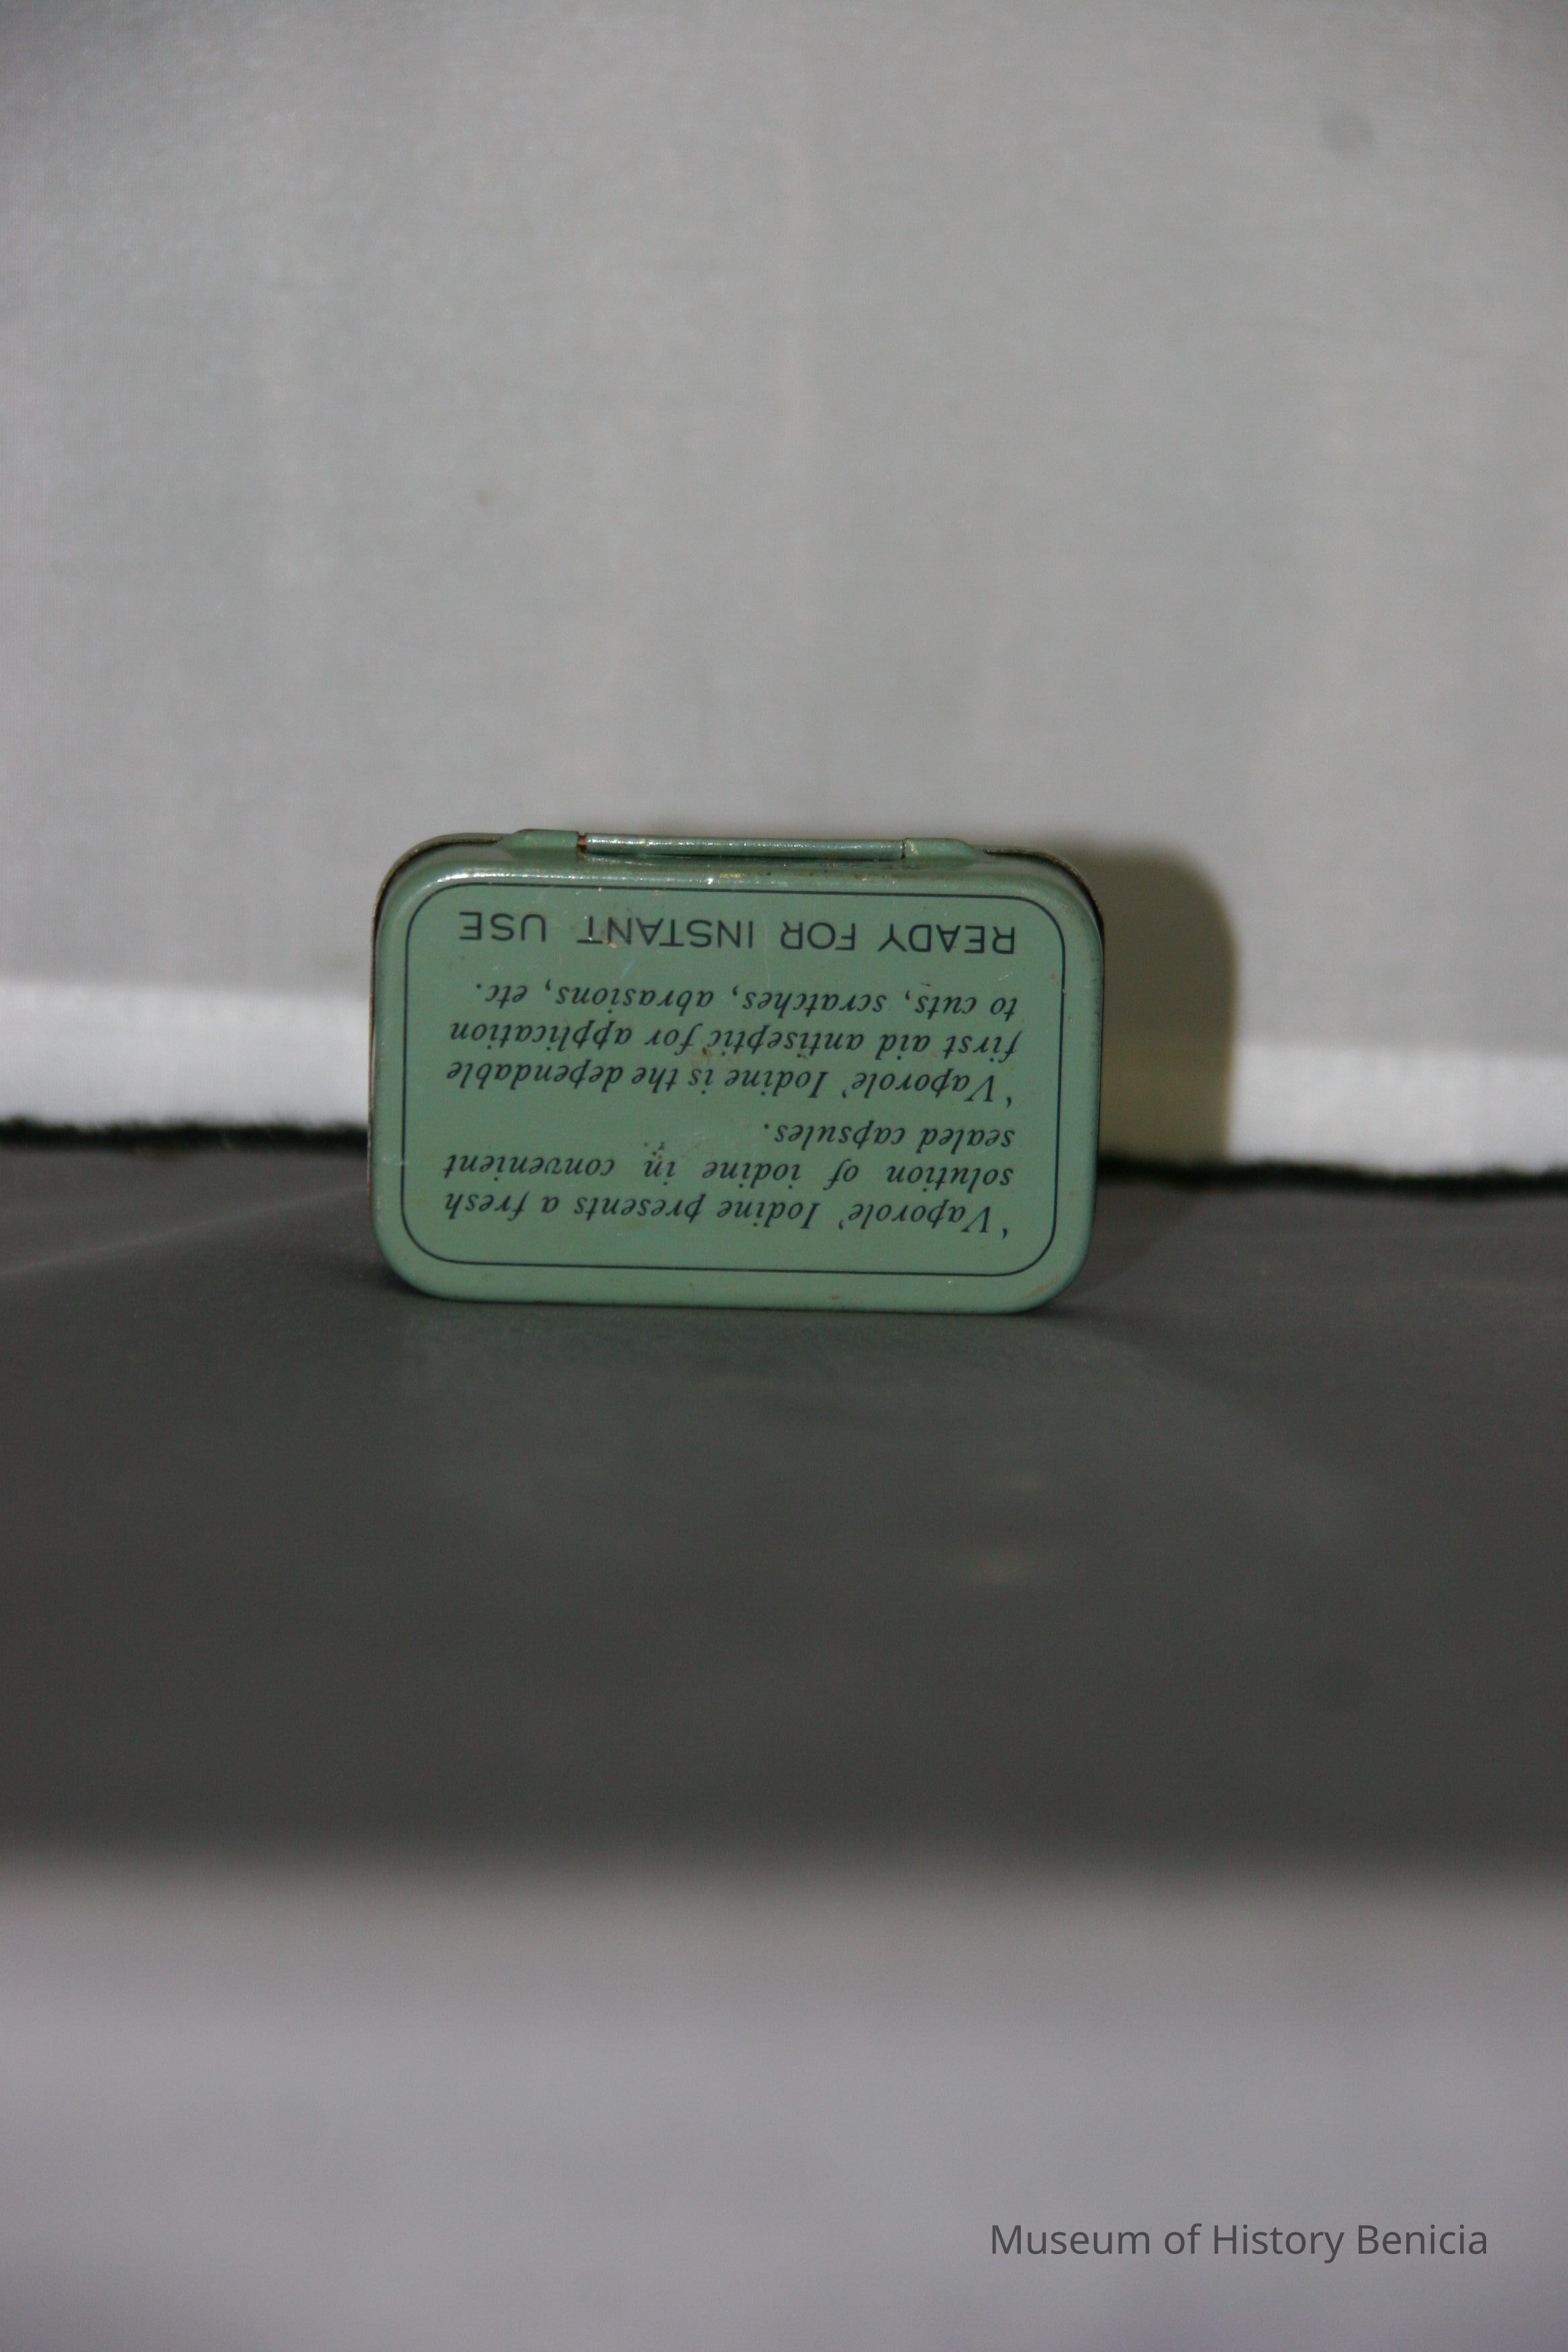 'Vaporole' Iodine presents a fresh
solution of iodine in convenient
sealed capsules.
'Vaporole' Iodine is the dependable
first aid antiseptic for application
to cuts, scratches, abrasions, etc.
READY FOR INSTANT USE
Museum of History Benicia